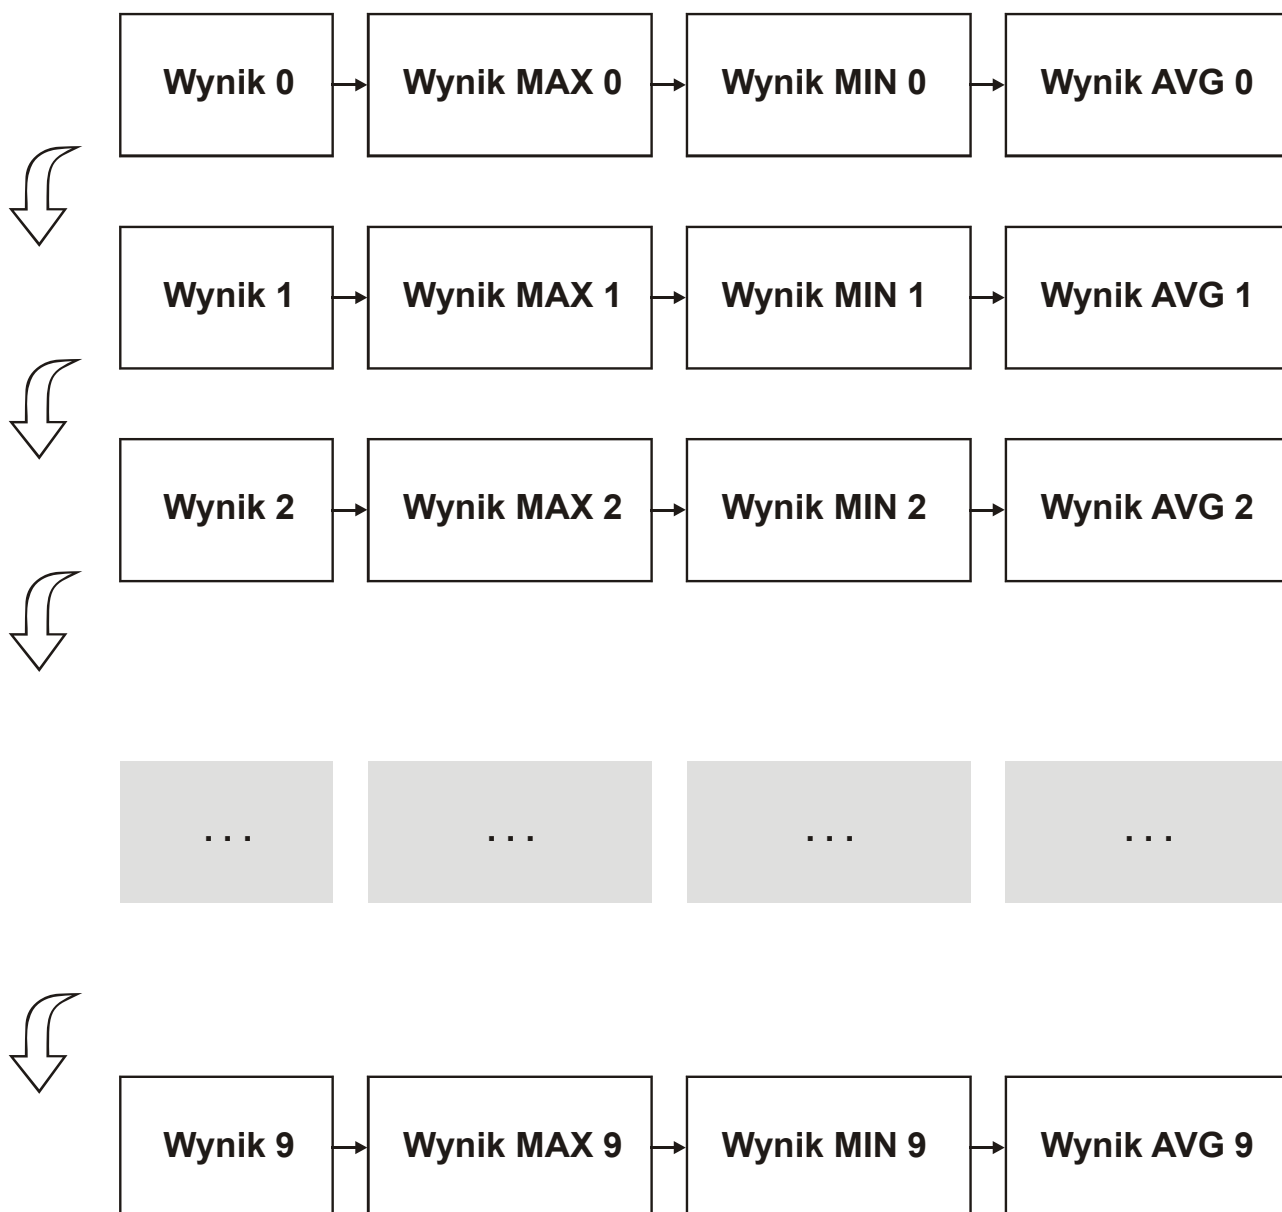 Wynik 0 Wynik MAX 0 Wynik MIN 0 Wynik AVG 0
Wynik 1 Wynik MAX 1 Wynik MIN 1 Wynik AVG 1
Wynik 2 Wynik MAX 2 Wynik MIN 2 Wynik AVG 2
. . . . . . . . . . . .
Wynik 9 Wynik MAX 9 Wynik MIN 9 Wynik AVG 9